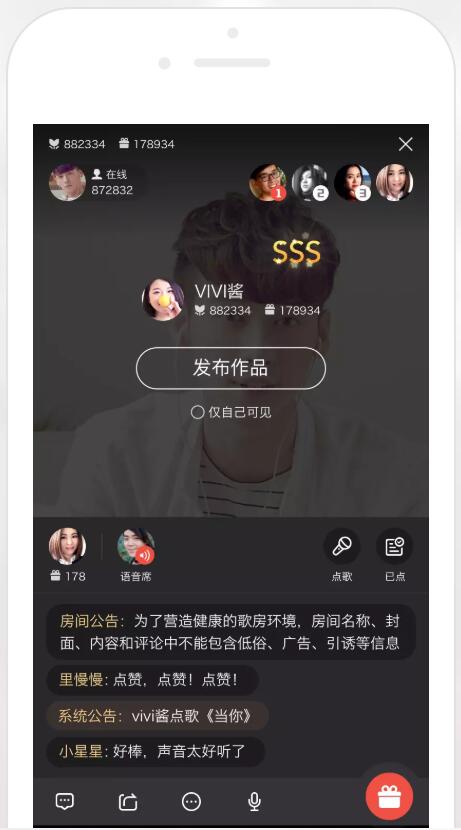 882334 178934
在线
872832
1 2 3
SSS
VIVI酱
882334 178934
发布作品
仅自己可见
178 语音席 点歌 已点
房间公告：为了营造健康的歌房环境，房间名称、封
面、内容和评论中不能包含低俗、广告、引诱等信息
里慢慢：点赞，点赞！点赞！
系统公告：vivi酱点歌《当你》
小星星：好棒，声音太好听了